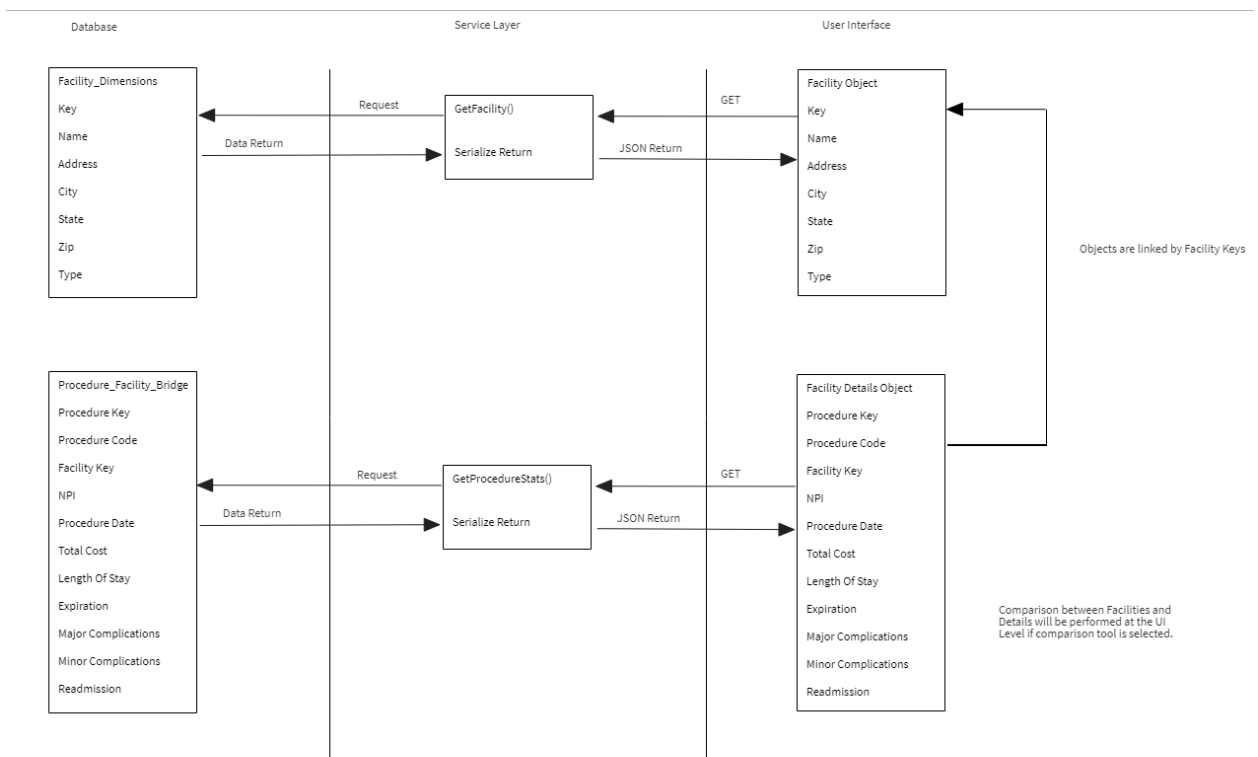 Database
Service Layer
User Interface
Facility_Dimensions
Key
Name
Address
City
State
Zip
Type
Request
Data Return
GetFacility()
Serialize Return
GET
JSON Return
Facility Object
Key
Name
Address
City
State
Zip
Type
Objects are linked by Facility Keys
Procedure_Facility_Bridge
Procedure Key
Procedure Code
Facility Key
NPI
Procedure Date
Total Cost
Length Of Stay
Expiration
Major Complications
Minor Complications
Readmission
Request
Data Return
GetProcedureStats()
Serialize Return
GET
JSON Return
Facility Details Object
Procedure Key
Procedure Code
Facility Key
NPI
Procedure Date
Total Cost
Length Of Stay
Expiration
Major Complications
Minor Complications
Readmission
Comparison between Facilities and
Details will be performed at the UI
Level if comparison tool is selected.